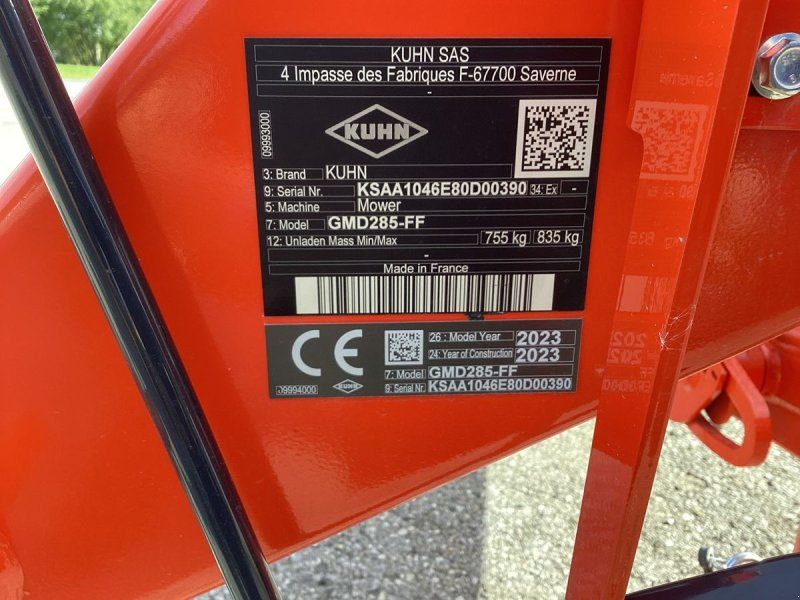 KUHN SAS
4 Impasse des Fabriques F-67700 Saverne
-
09993000
KUHN
3: Brand KUHN
9: Serial Nr. KSAA1046E80D00390 34: Ex -
5: Machine Mower
7: Model GMD285-FF
12: Unladen Mass Min/Max 755 kg 835 kg
-
Made in France
CE
26 : Model Year 2023
24: Year of Construction 2023
7: Model GMD285-FF
9: Serial Nr. KSAA1046E80D00390
09994000
KUHN